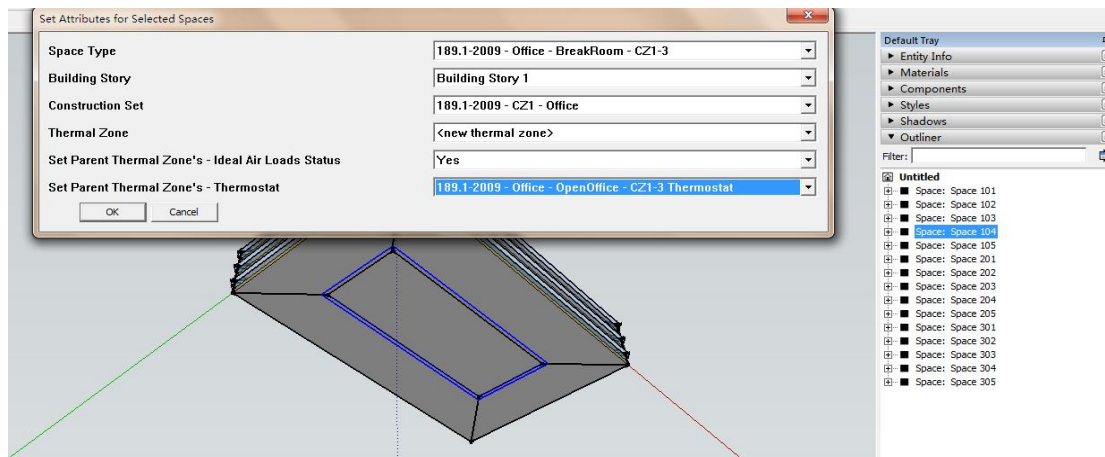 Set Attributes for Selected Spaces
Space Type 189.1-2009 - Office - BreakRoom - CZ1-3
Building Story Building Story 1
Construction Set 189.1-2009 - CZ1 - Office
Thermal Zone <new thermal zone>
Set Parent Thermal Zone's - Ideal Air Loads Status Yes
Set Parent Thermal Zone's - Thermostat 189.1-2009 - Office - OpenOffice - CZ1-3 Thermostat
OK Cancel
Default Tray
Entity Info
Materials
Components
Styles
Shadows
Outliner
Filter:
Untitled
Space: Space 101
Space: Space 102
Space: Space 103
Space: Space 104
Space: Space 105
Space: Space 201
Space: Space 202
Space: Space 203
Space: Space 204
Space: Space 205
Space: Space 301
Space: Space 302
Space: Space 303
Space: Space 304
Space: Space 305